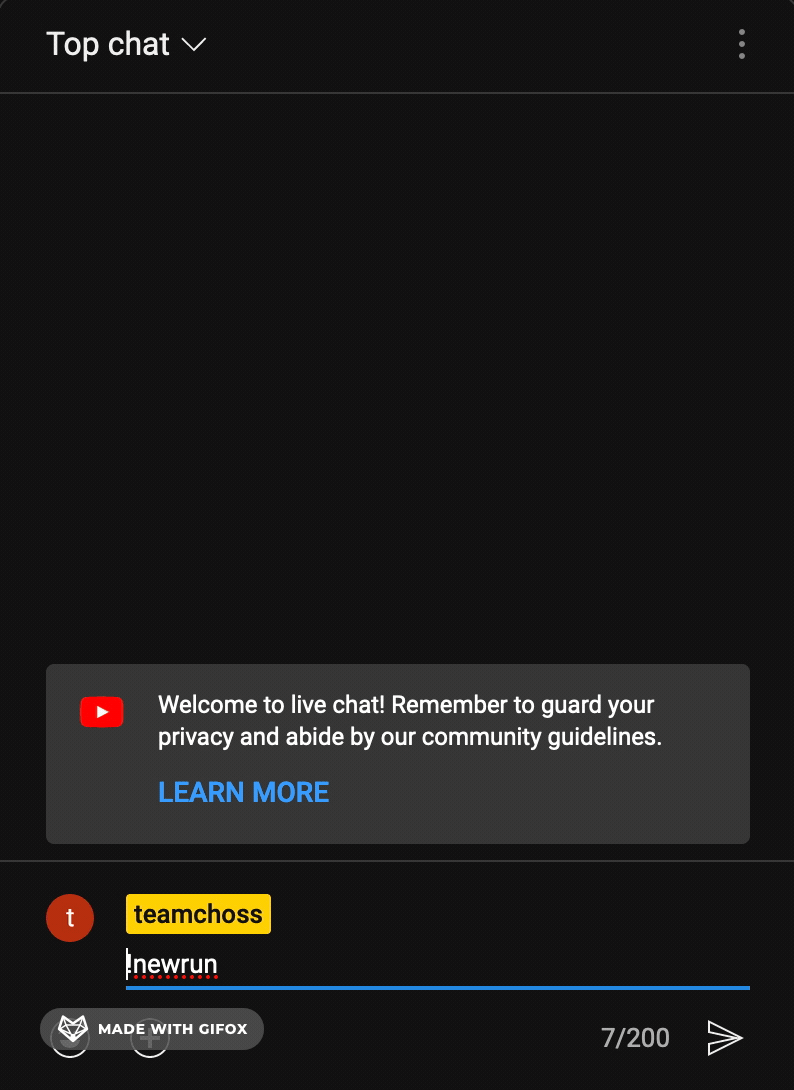 Top chat
Welcome to live chat! Remember to guard your
privacy and abide by our community guidelines.
LEARN MORE
t
teamchoss
!newrun
MADE WITH GIFOX
7/200